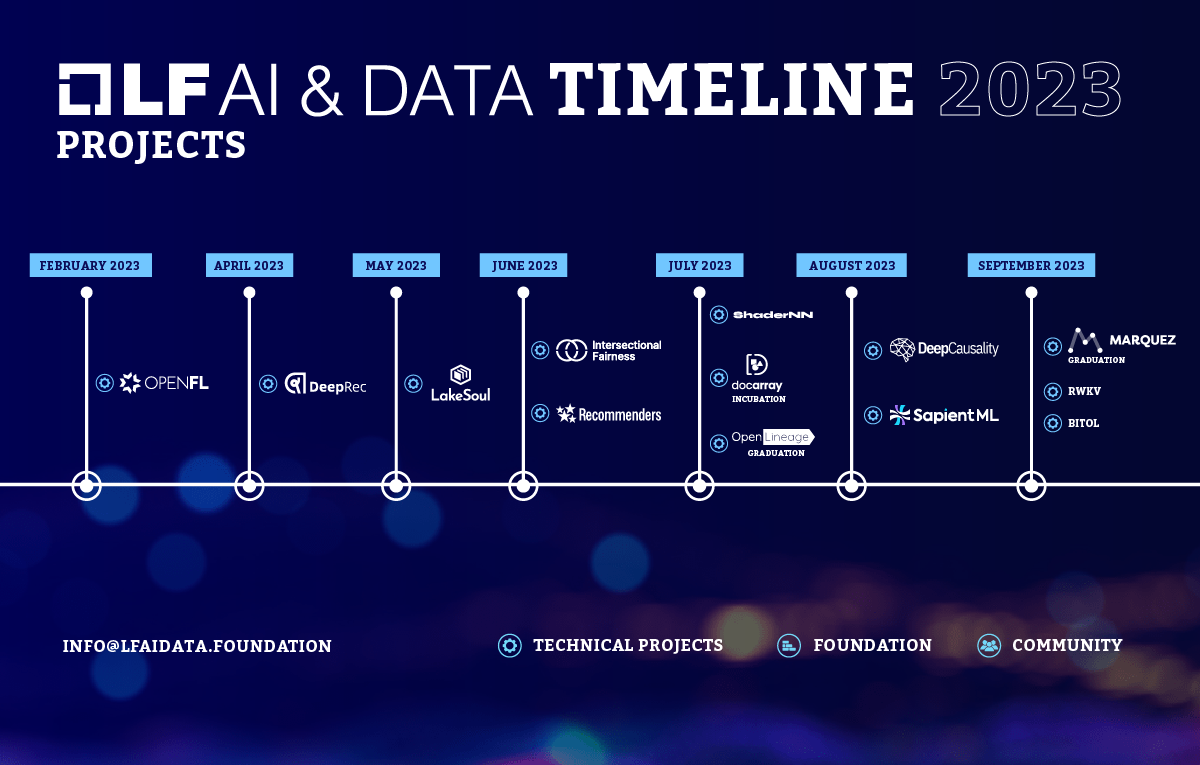 LF AI & DATA TIMELINE 2023
PROJECTS
FEBRUARY 2023
APRIL 2023
MAY 2023
JUNE 2023
JULY 2023
AUGUST 2023
SEPTEMBER 2023
OPENFL
DeepRec
LakeSoul
Intersectional
Fairness
Recommenders
ShaderNN
docarray
INCUBATION
Open Lineage
GRADUATION
DeepCausality
SapientML
MARQUEZ
GRADUATION
RWKV
BITOL
INFO@LFAIDATA.FOUNDATION
TECHNICAL PROJECTS
FOUNDATION
COMMUNITY